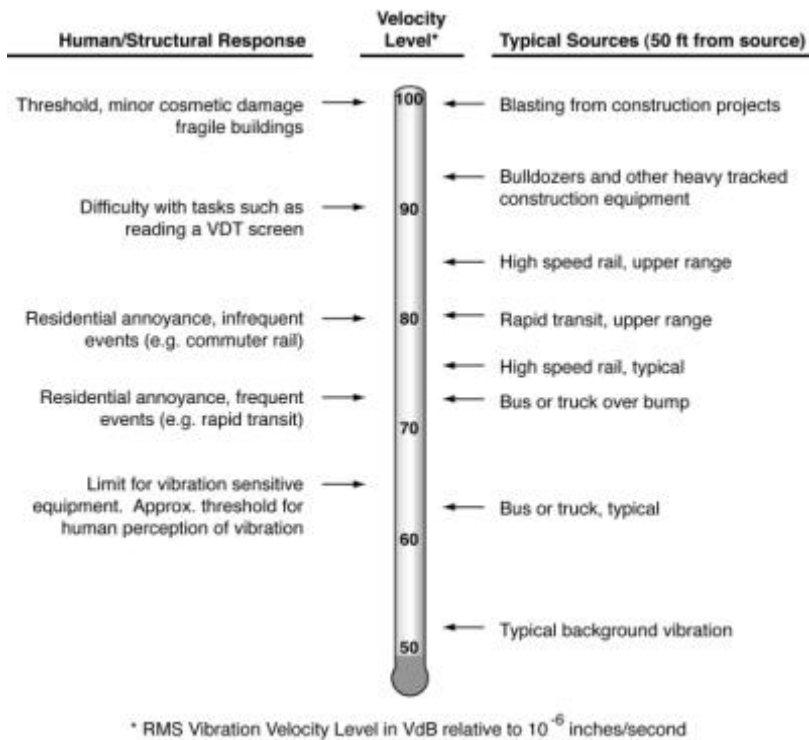 Human/Structural Response
Velocity
Level*
Typical Sources (50 ft from source)
Threshold, minor cosmetic damage
fragile buildings
100
Blasting from construction projects
Bulldozers and other heavy tracked
construction equipment
Difficulty with tasks such as
reading a VDT screen
90
High speed rail, upper range
Residential annoyance, infrequent
events (e.g. commuter rail)
80
Rapid transit, upper range
High speed rail, typical
Residential annoyance, frequent
events (e.g. rapid transit)
Bus or truck over bump
70
Limit for vibration sensitive
equipment. Approx. threshold for
human perception of vibration
Bus or truck, typical
60
Typical background vibration
50
* RMS Vibration Velocity Level in VdB relative to 10⁻⁶ inches/second